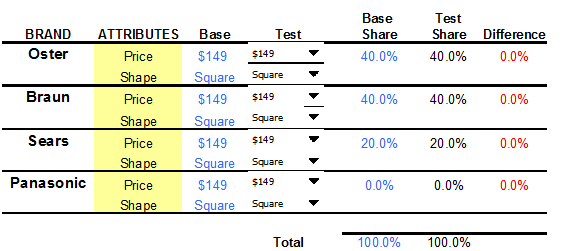 Base Test
BRAND ATTRIBUTES Base Test Share Share Difference
Oster Price $149 $149 40.0% 40.0% 0.0%
Shape Square Square
Braun Price $149 $149 40.0% 40.0% 0.0%
Shape Square Square
Sears Price $149 $149 20.0% 20.0% 0.0%
Shape Square Square
Panasonic Price $149 $149 0.0% 0.0% 0.0%
Shape Square Square
Total 100.0% 100.0%